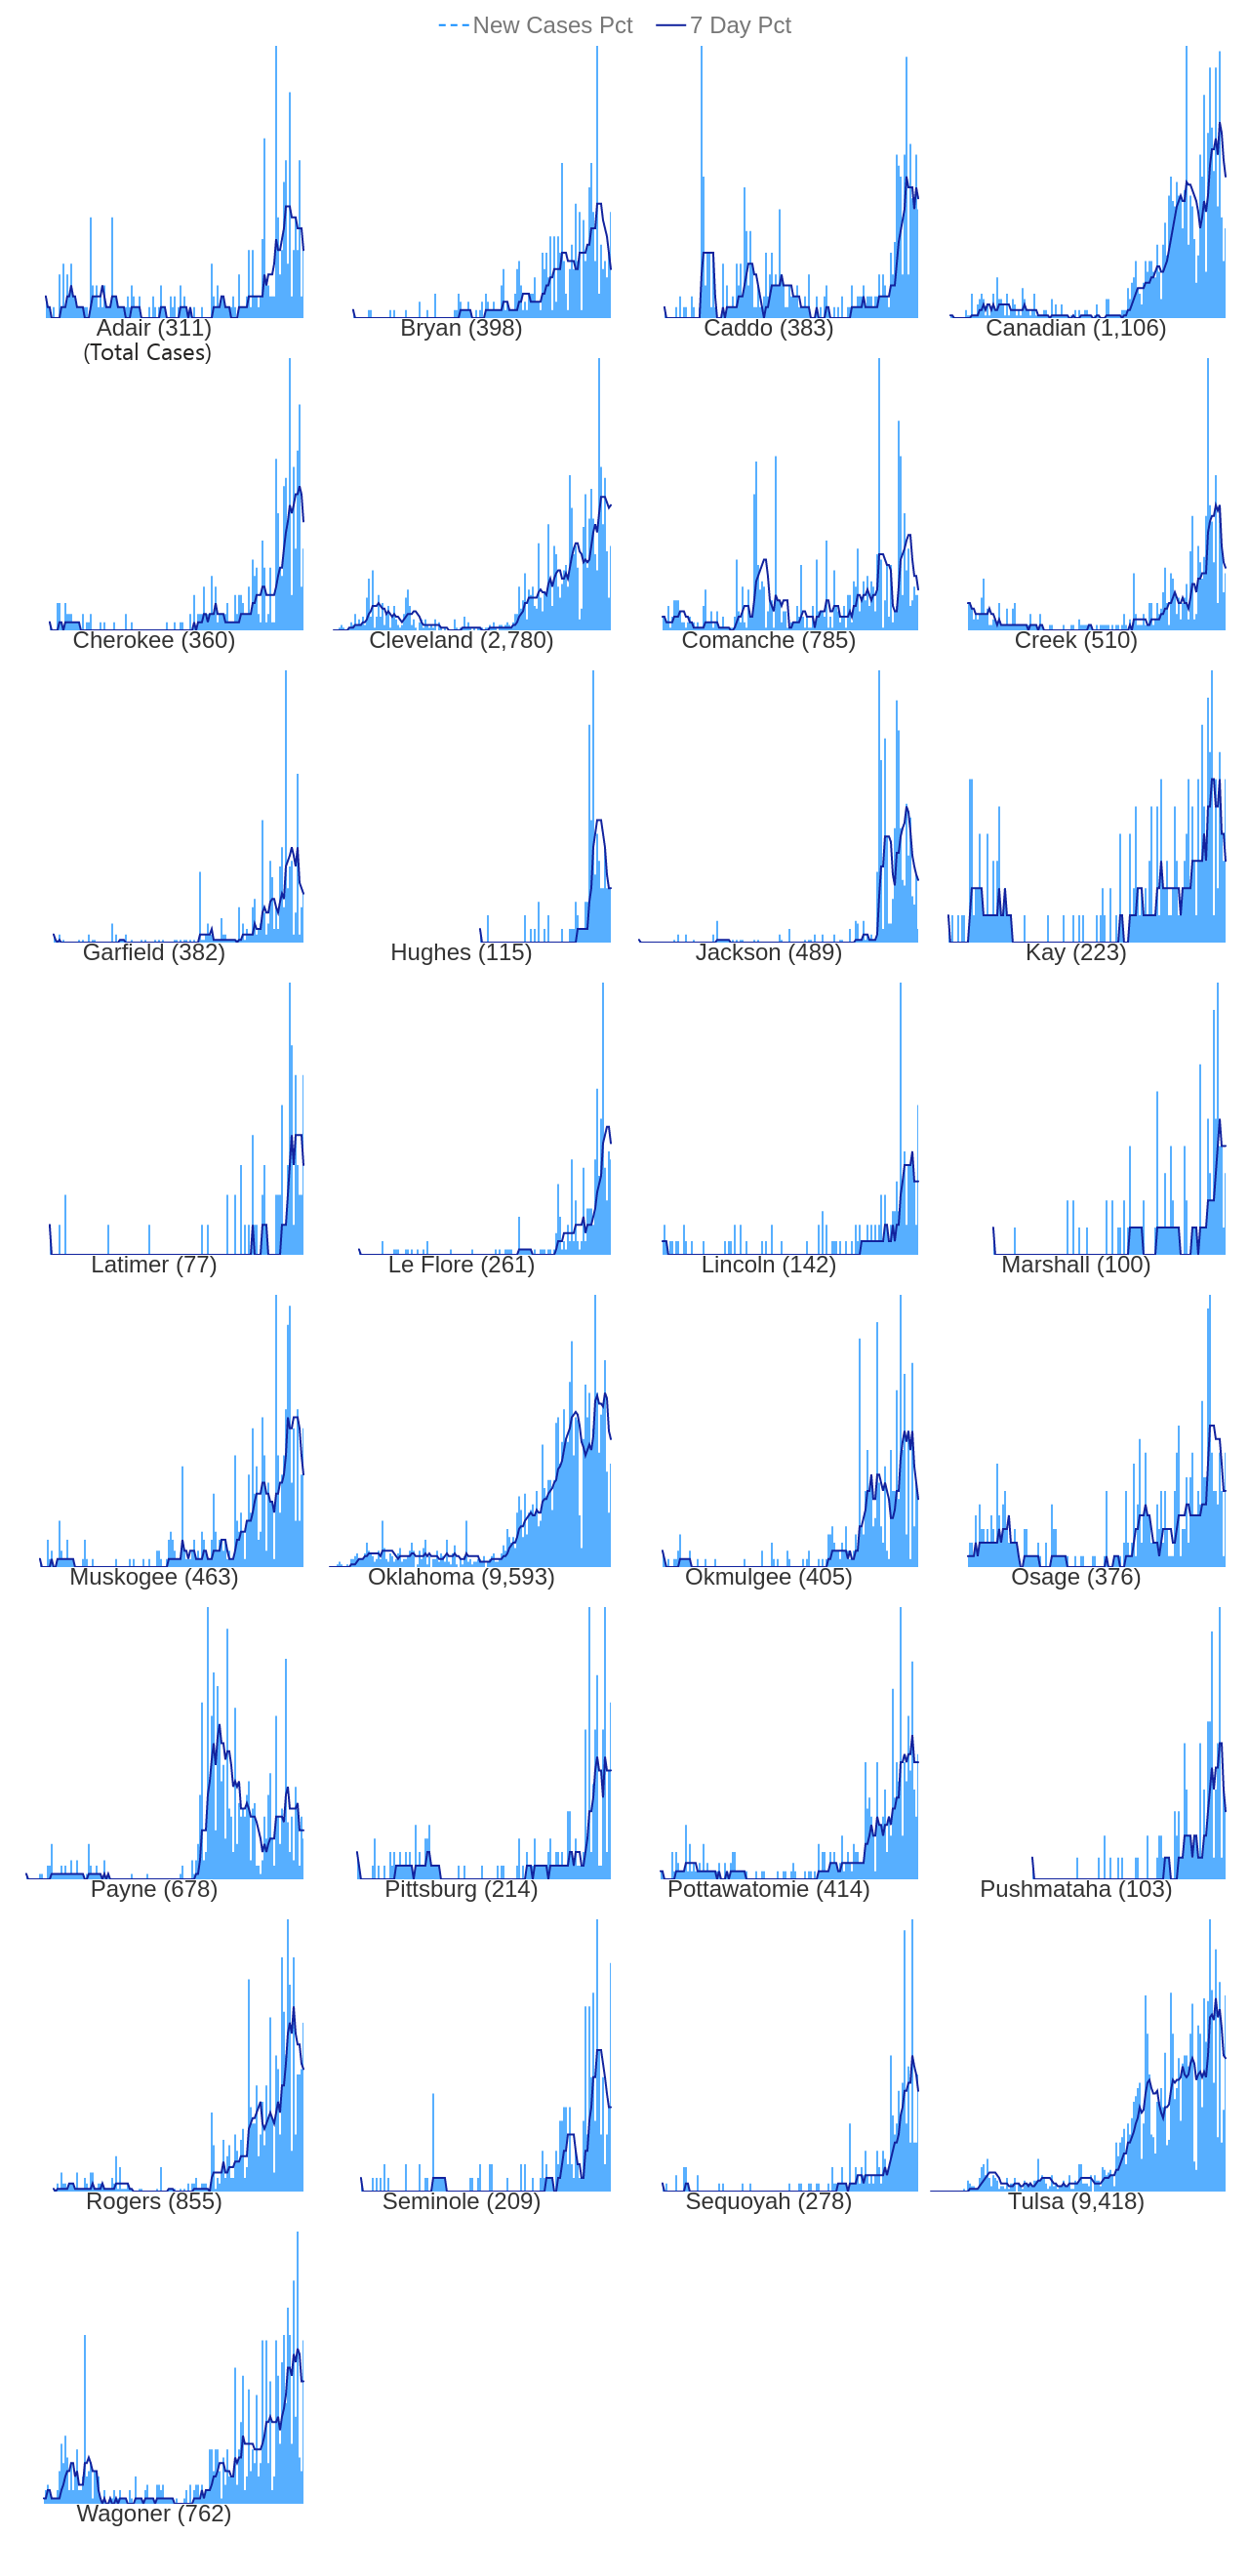 New Cases Pct 7 Day Pct
Adair (311) Bryan (398) Caddo (383) Canadian (1,106)
(Total Cases)
Cherokee (360) Cleveland (2,780) Comanche (785) Creek (510)
Garfield (382) Hughes (115) Jackson (489) Kay (223)
Latimer (77) Le Flore (261) Lincoln (142) Marshall (100)
Muskogee (463) Oklahoma (9,593) Okmulgee (405) Osage (376)
Payne (678) Pittsburg (214) Pottawatomie (414) Pushmataha (103)
Rogers (855) Seminole (209) Sequoyah (278) Tulsa (9,418)
Wagoner (762)